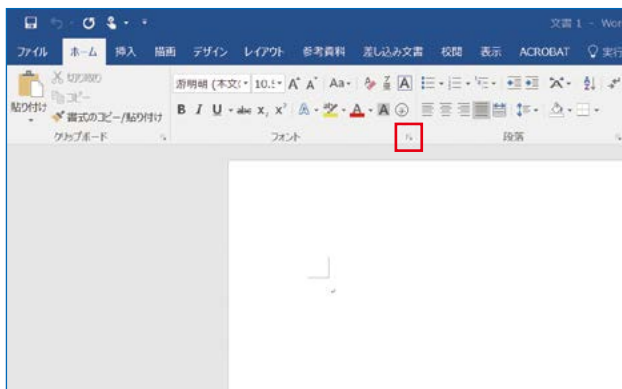 文書 1 - Wor
ファイル ホーム 挿入 描画 デザイン レイアウト 参考資料 差し込み文書 校閲 表示 ACROBAT 実行
貼り付け
切り取り
コピー
書式のコピー/貼り付け
游明朝 (本文( 10.5 A A Aa A
B I U abc X, X² A A A
クリップボード フォント 段落